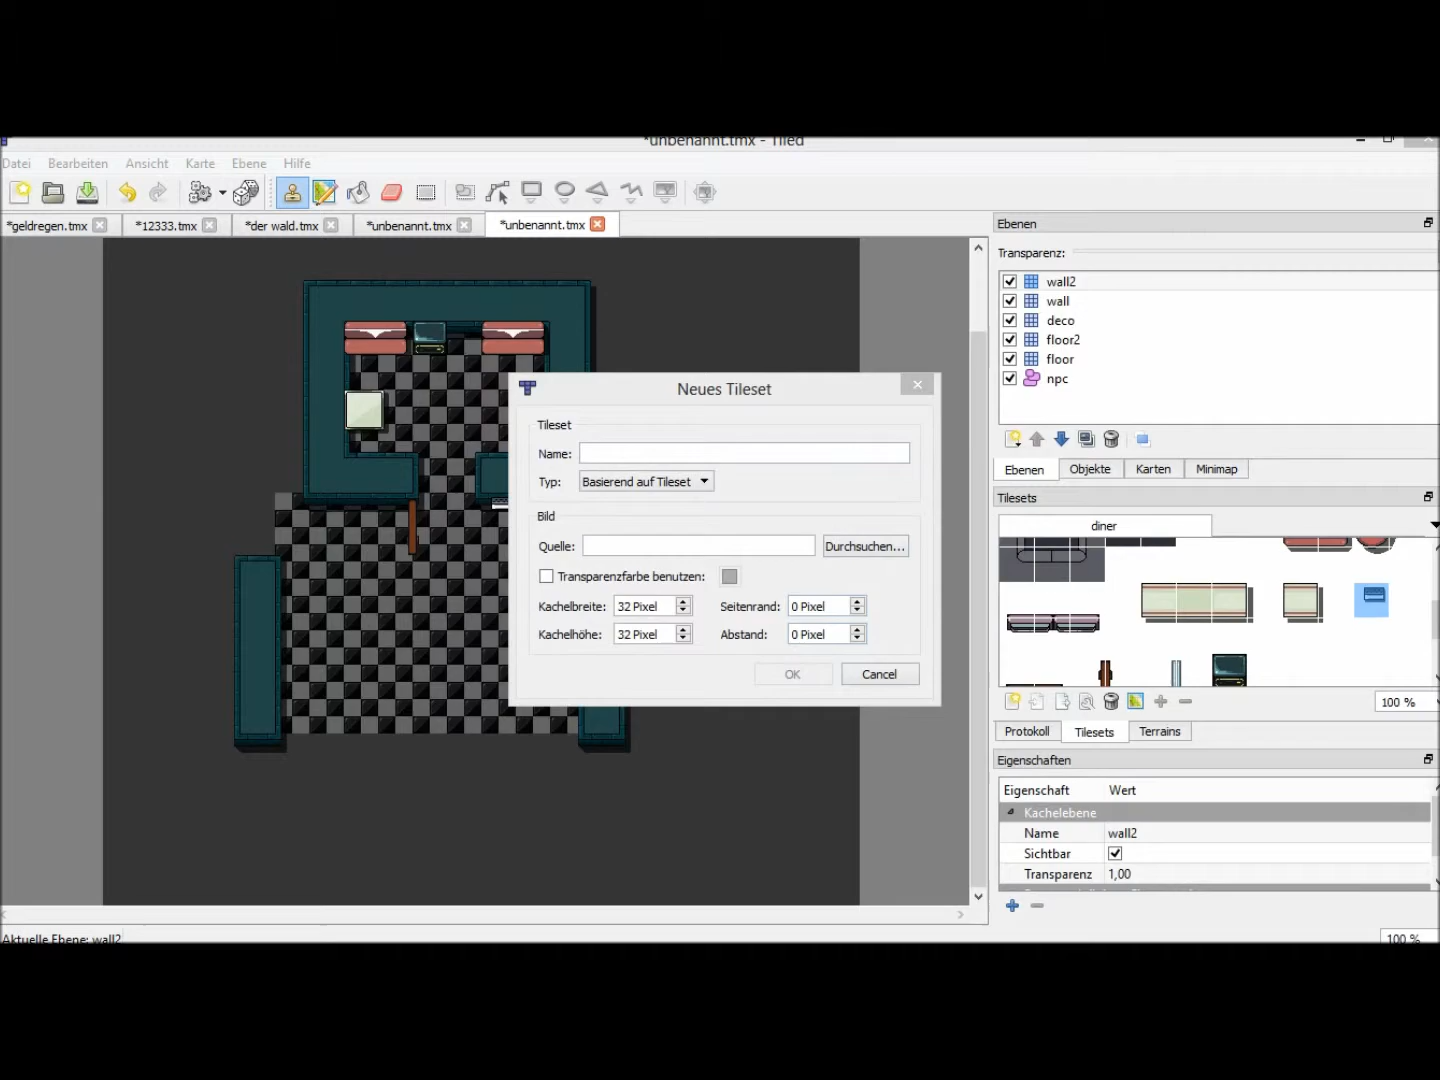 *unbenannt.tmx - Tiled
Datei Bearbeiten Ansicht Karte Ebene Hilfe
*geldregen.tmx *12333.tmx *der wald.tmx *unbenannt.tmx *unbenannt.tmx
Ebenen
Transparenz:
wall2
wall
deco
floor2
floor
npc
Ebenen Objekte Karten Minimap
Tilesets
diner
100 %
Protokoll Tilesets Terrains
Eigenschaften
Eigenschaft Wert
Kachelebene
Name wall2
Sichtbar
Transparenz 1,00
Neues Tileset
Tileset
Name:
Typ: Basierend auf Tileset
Bild
Quelle: Durchsuchen...
Transparenzfarbe benutzen:
Kachelbreite: 32 Pixel Seitenrand: 0 Pixel
Kachelhöhe: 32 Pixel Abstand: 0 Pixel
OK Cancel
Aktuelle Ebene: wall2
100 %